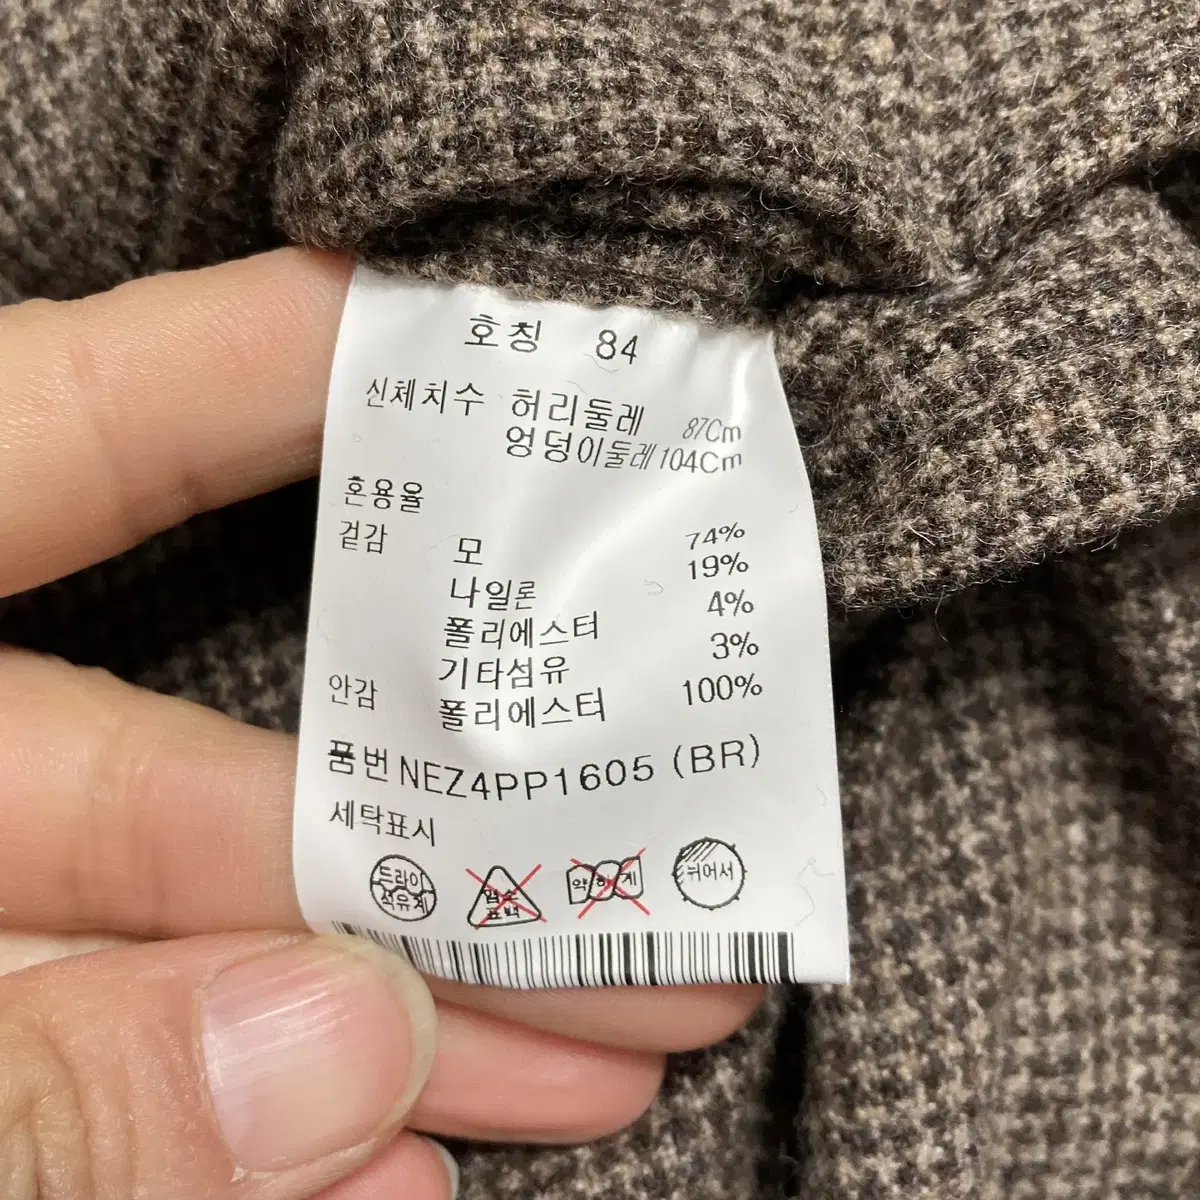 호칭 84
신체치수 허리둘레 87Cm
엉덩이둘레 104Cm
혼용율
겉감 모 74%
나일론 19%
폴리에스터 4%
기타섬유 3%
안감 폴리에스터 100%
품번 NEZ4PP1605 (BR)
세탁표시
드라이 염소 약하게 뉘어서
석유계 표백